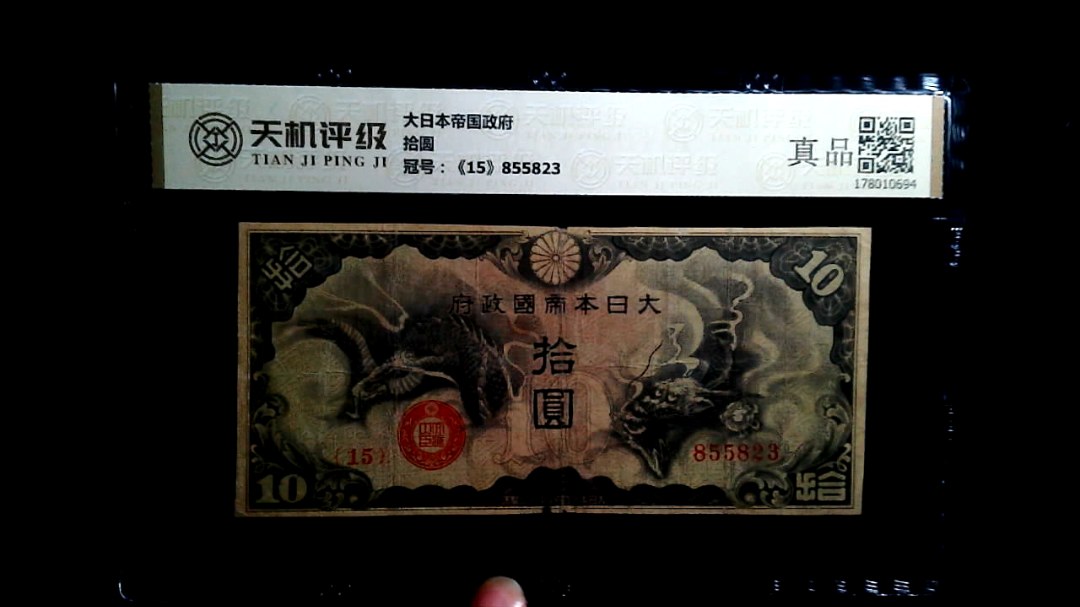 天机评级
TIAN JI PING JI
大日本帝国政府
拾圆
冠号：《15》855823
真品
178010694
拾
10
府政國帝本日大
拾
圓
10
《15》
855823
10
拾